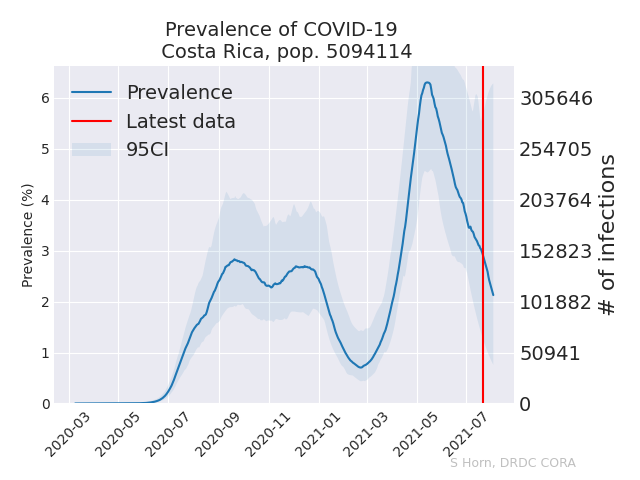 Prevalence of COVID-19
Costa Rica, pop. 5094114
Prevalence
Latest data
95CI
Prevalence (%)
6
5
4
3
2
1
0
305646
254705
203764
152823
101882
50941
0
# of infections
2020-03
2020-05
2020-07
2020-09
2020-11
2021-01
2021-03
2021-05
2021-07
S Horn, DRDC CORA